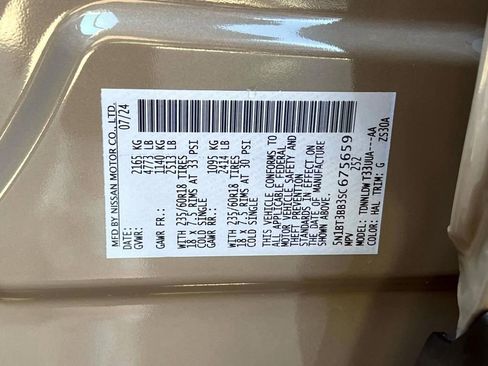 MFD BY NISSAN MOTOR CO., LTD.
DATE: 07/24
GVWR: 2165 KG
4773 LB
GAWR FR.: 1140 KG
2513 LB
WITH 235/60R18 TIRES
18 X 7.5 RIMS AT 33 PSI
COLD SINGLE
GAWR RR.: 1095 KG
2414 LB
WITH 235/60R18 TIRES
18 X 7.5 RIMS AT 30 PSI
COLD SINGLE
THIS VEHICLE CONFORMS TO
ALL APPLICABLE FEDERAL
MOTOR VEHICLE SAFETY AND
THEFT PREVENTION
STANDARDS IN EFFECT ON
THE DATE OF MANUFACTURE
SHOWN ABOVE
5N1BT3BB3SC675659
MPV 252
MODEL: TDWNLDWT33UUA---AA
COLOR: HAL TRIM: G ZS30A